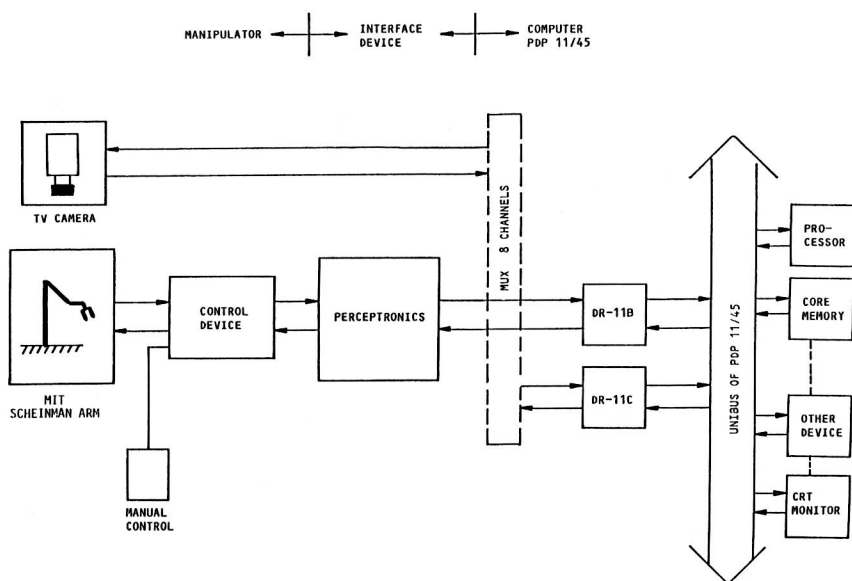 MANIPULATOR
INTERFACE
DEVICE
COMPUTER
PDP 11/45
TV CAMERA
MUX 8 CHANNELS
UNIBUS OF PDP 11/45
PRO-
CESSOR
MIT
SCHEINMAN ARM
CONTROL
DEVICE
PERCEPTRONICS
DR-11B
CORE
MEMORY
DR-11C
OTHER
DEVICE
MANUAL
CONTROL
CRT
MONITOR